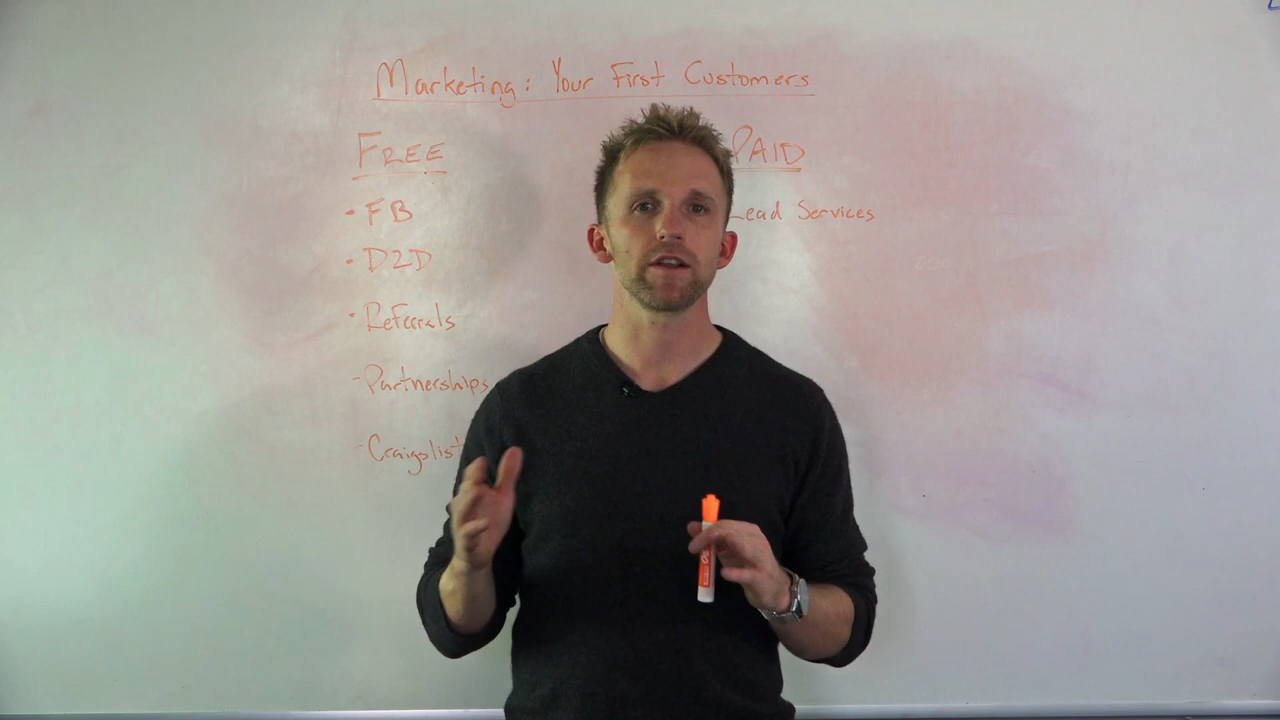 Marketing: Your First Customers
FREE
• FB
• D2D
• Referrals
- Partnerships
- Craigslist
PAID
Lead Services